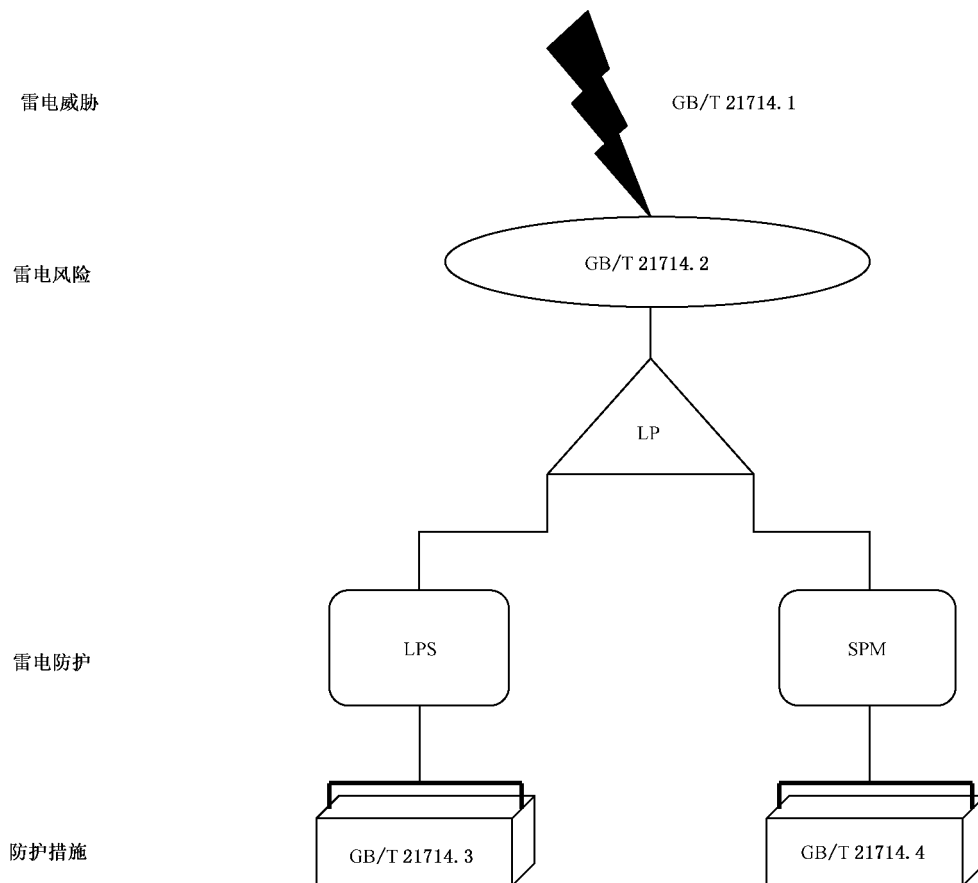 雷电威胁
GB/T 21714.1
雷电风险
GB/T 21714.2
LP
雷电防护
LPS
SPM
防护措施
GB/T 21714.3
GB/T 21714.4